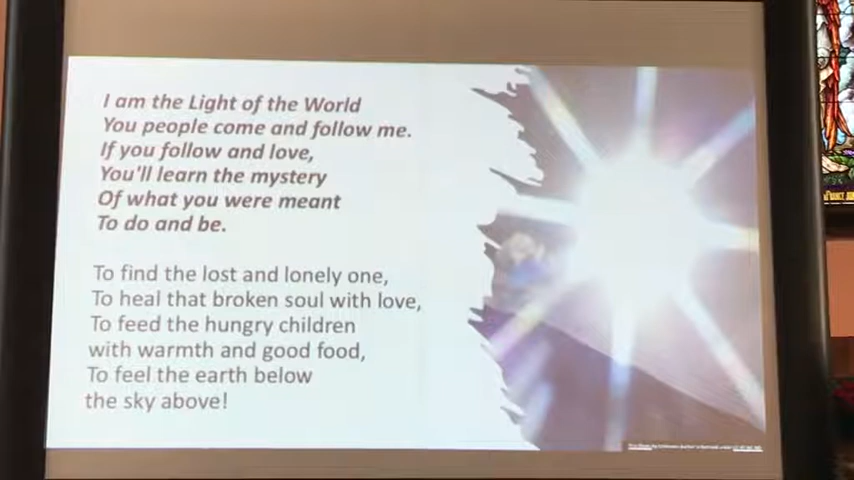 I am the Light of the World
You people come and follow me.
If you follow and love,
You'll learn the mystery
Of what you were meant
To do and be.
To find the lost and lonely one,
To heal that broken soul with love,
To feed the hungry children
with warmth and good food,
To feel the earth below
the sky above!